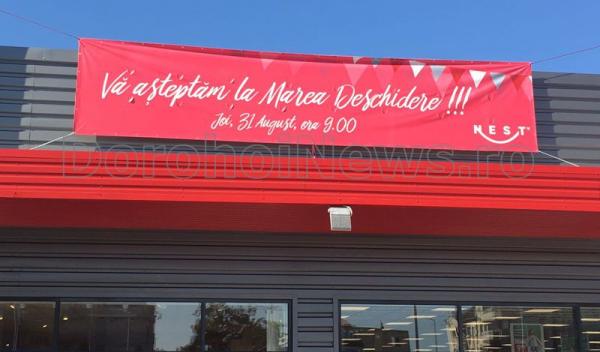 Vă așteptăm la Marea Deschidere !!!
Joi, 31 August, ora 9.00
NEST
DorohoiNews.ro